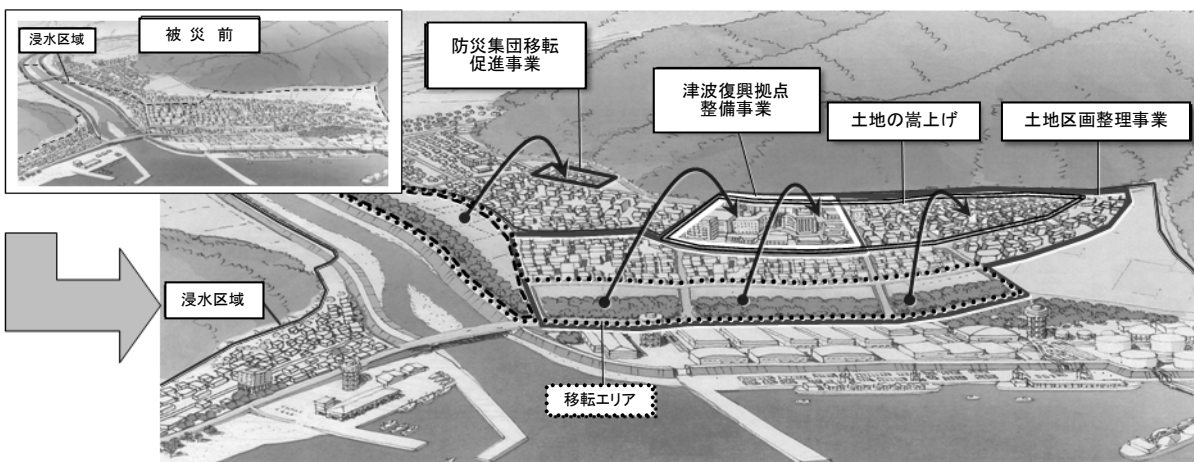 浸水区域
被災前
防災集団移転
促進事業
津波復興拠点
整備事業
土地の嵩上げ
土地区画整理事業
浸水区域
移転エリア